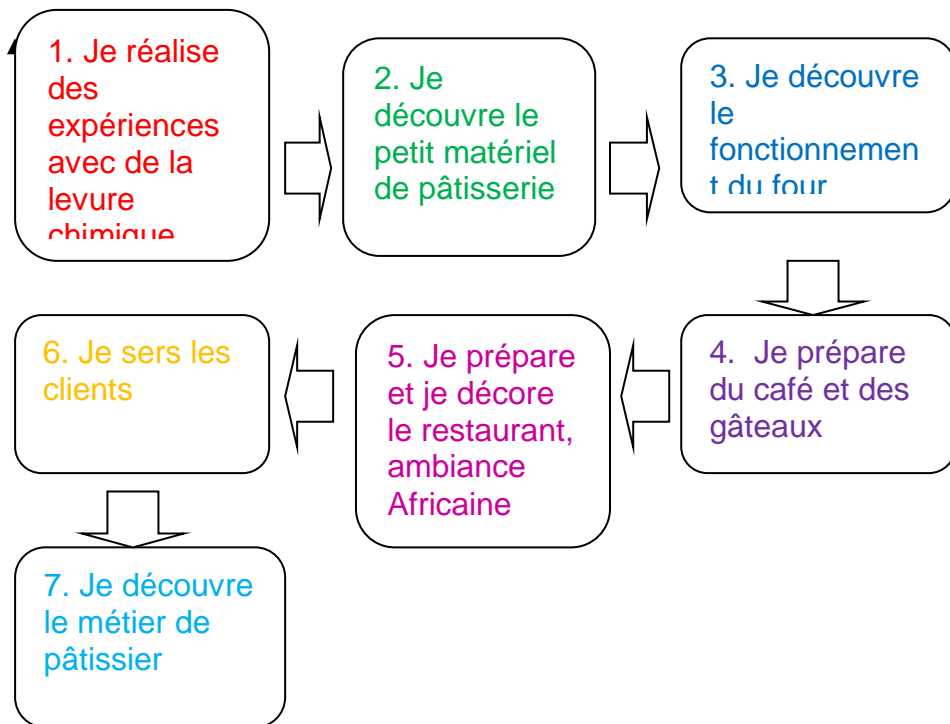 1. Je réalise
des
expériences
avec de la
levure
chimique
2. Je
découvre le
petit matériel
de pâtisserie
3. Je découvre
le
fonctionnemen
t du four
4.  Je prépare
du café et des
gâteaux
5. Je prépare
et je décore
le restaurant,
ambiance
Africaine
6. Je sers les
clients
7. Je découvre
le métier de
pâtissier